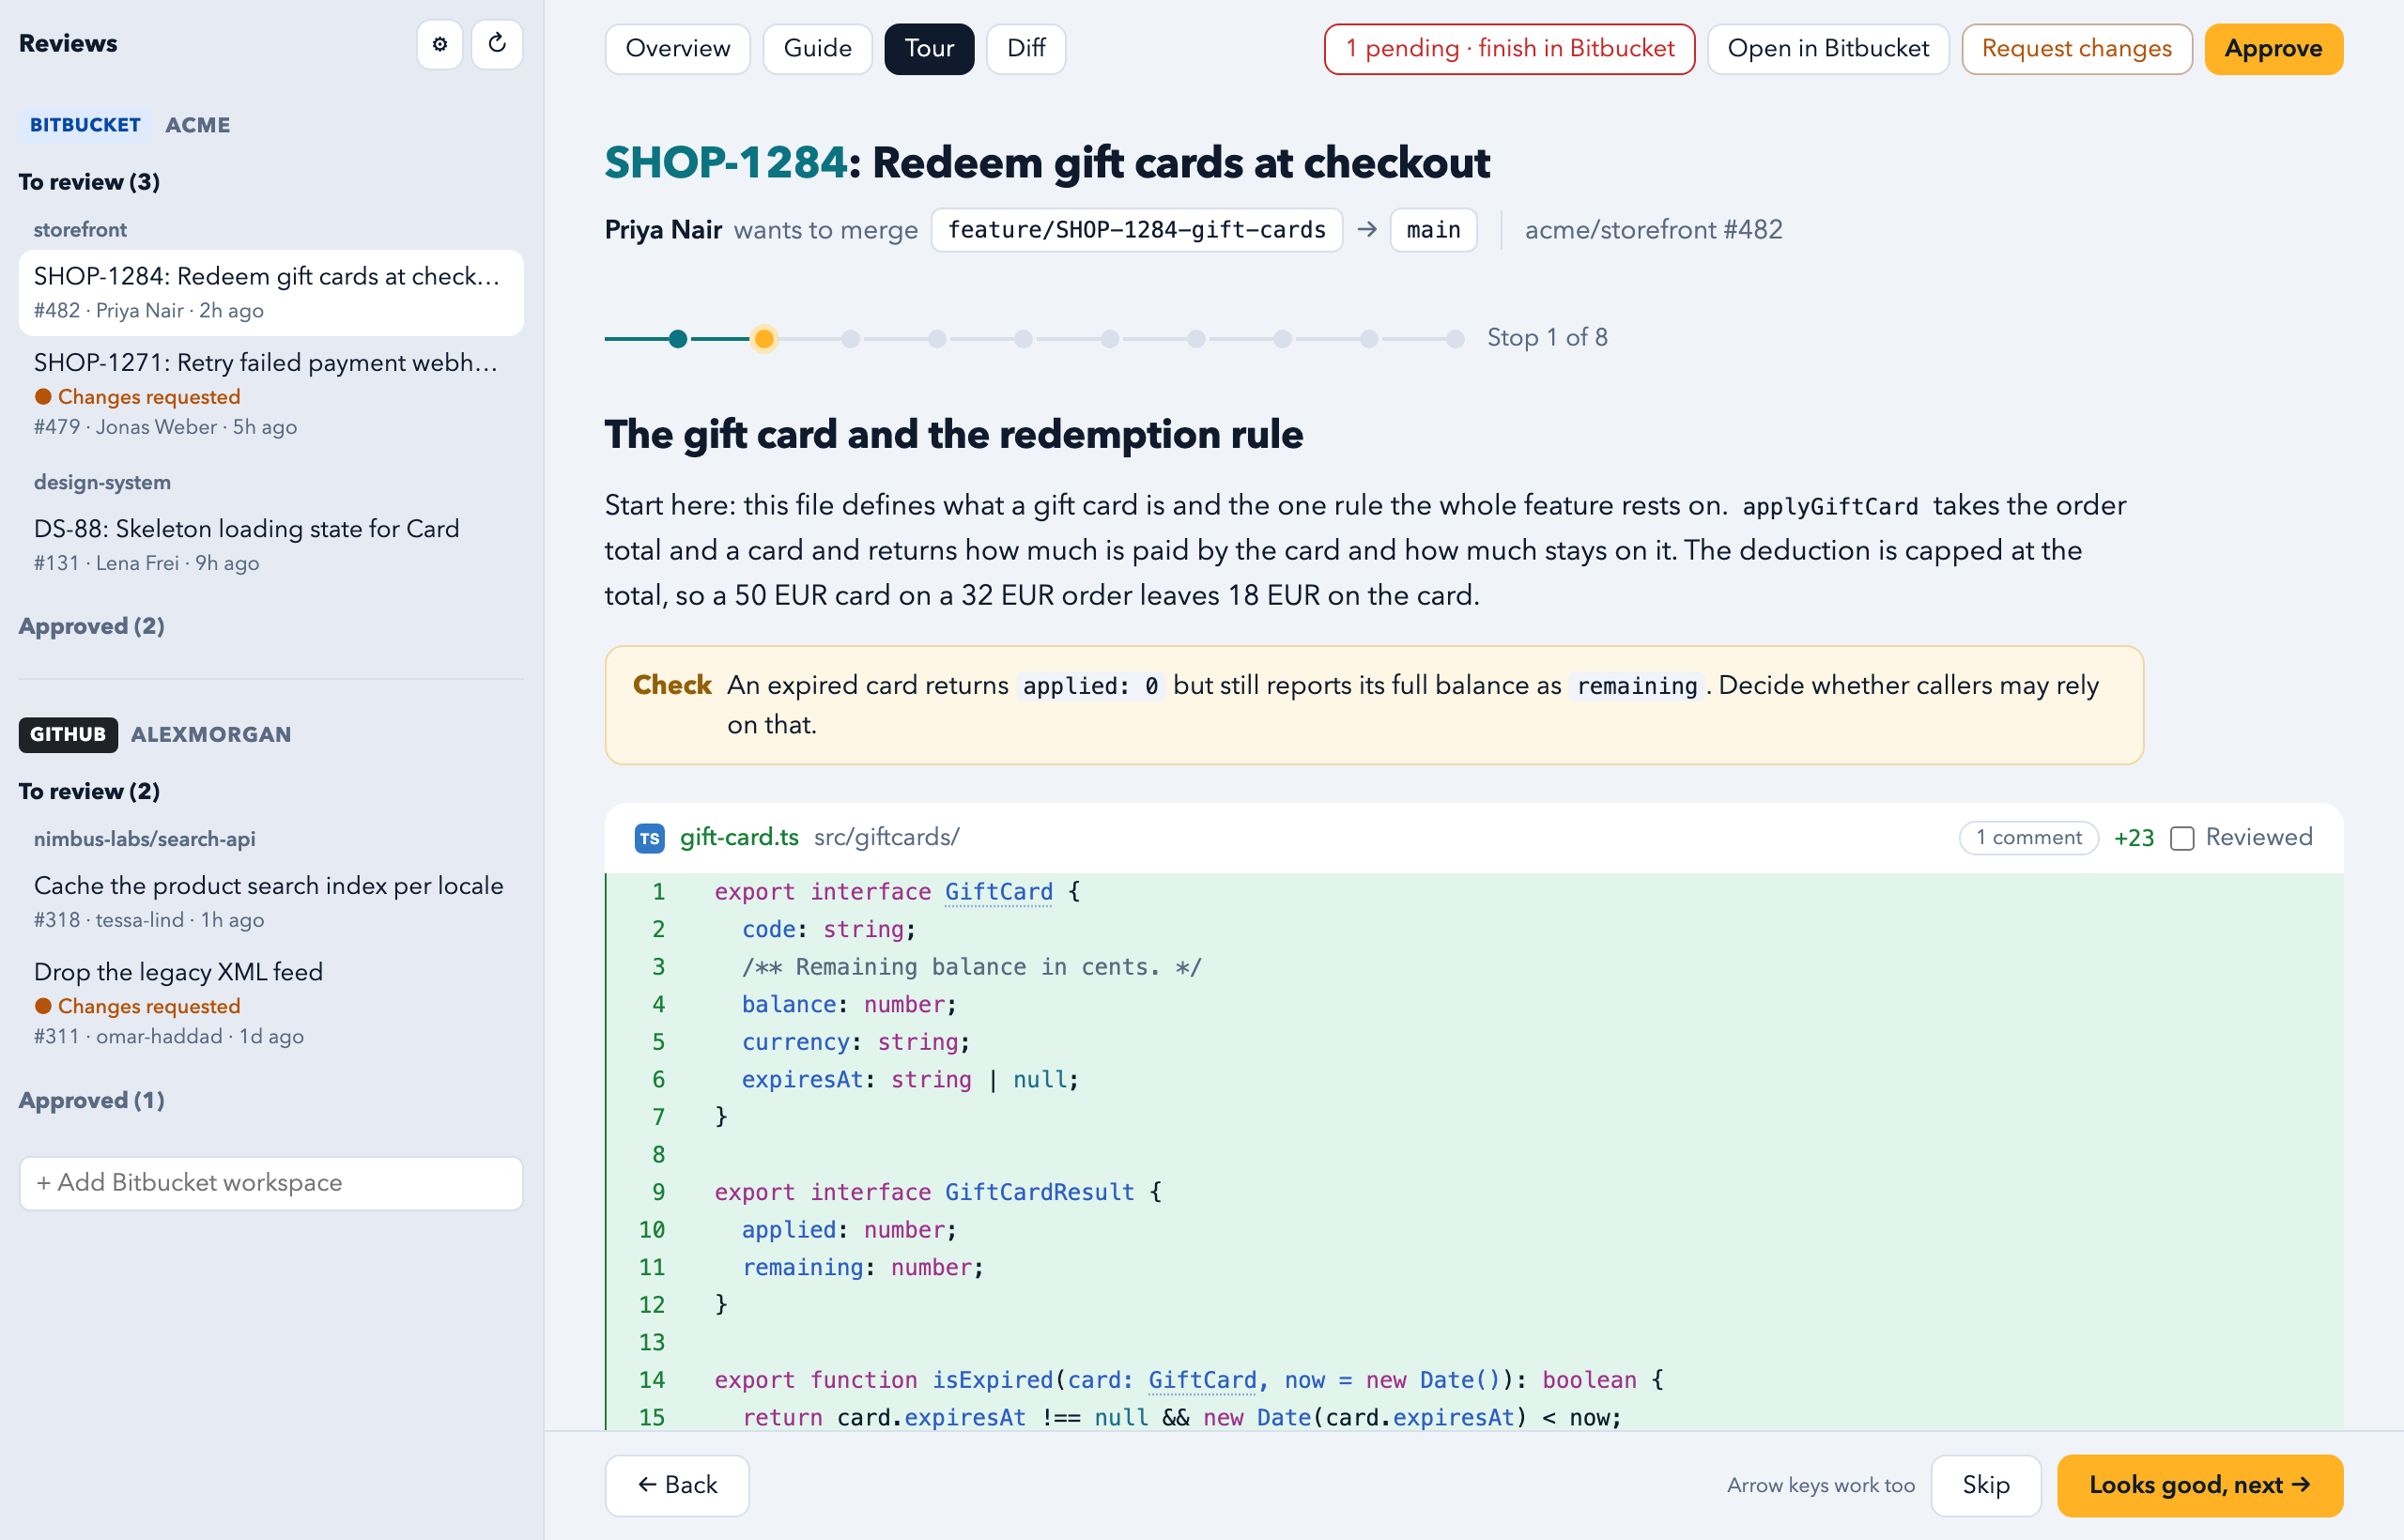 Reviews
⚙ ↻
BITBUCKET ACME
To review (3)
storefront
SHOP-1284: Redeem gift cards at check…
#482 · Priya Nair · 2h ago
SHOP-1271: Retry failed payment webh…
Changes requested
#479 · Jonas Weber · 5h ago
design-system
DS-88: Skeleton loading state for Card
#131 · Lena Frei · 9h ago
Approved (2)
GITHUB ALEXMORGAN
To review (2)
nimbus-labs/search-api
Cache the product search index per locale
#318 · tessa-lind · 1h ago
Drop the legacy XML feed
Changes requested
#311 · omar-haddad · 1d ago
Approved (1)
+ Add Bitbucket workspace
Overview Guide Tour Diff
1 pending · finish in Bitbucket Open in Bitbucket Request changes Approve
SHOP-1284: Redeem gift cards at checkout
Priya Nair wants to merge feature/SHOP-1284-gift-cards → main acme/storefront #482
Stop 1 of 8
The gift card and the redemption rule
Start here: this file defines what a gift card is and the one rule the whole feature rests on. applyGiftCard takes the order
total and a card and returns how much is paid by the card and how much stays on it. The deduction is capped at the
total, so a 50 EUR card on a 32 EUR order leaves 18 EUR on the card.
Check An expired card returns applied: 0 but still reports its full balance as remaining. Decide whether callers may rely
on that.
TS gift-card.ts src/giftcards/ 1 comment +23 Reviewed
1 export interface GiftCard {
2 code: string;
3 /** Remaining balance in cents. */
4 balance: number;
5 currency: string;
6 expiresAt: string | null;
7 }
8
9 export interface GiftCardResult {
10 applied: number;
11 remaining: number;
12 }
13
14 export function isExpired(card: GiftCard, now = new Date()): boolean {
15 return card.expiresAt !== null && new Date(card.expiresAt) < now;
← Back
Arrow keys work too Skip Looks good, next →